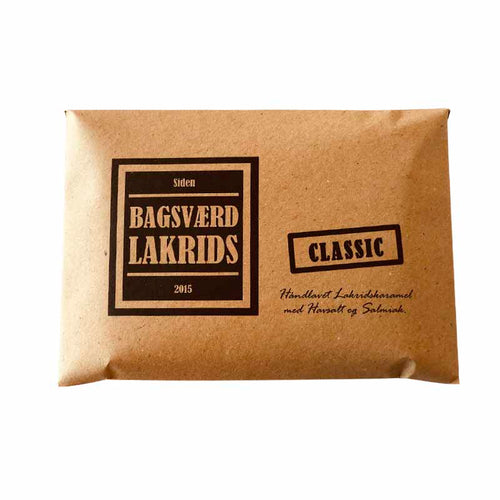 Siden
BAGSVÆRD
LAKRIDS
2015
CLASSIC
Håndlavet Lakridskaramel
med Havsalt og Salmiak.